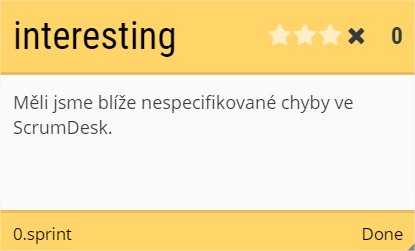 interesting 0
Měli jsme blíže nespecifikované chyby ve
ScrumDesk.
0.sprint Done